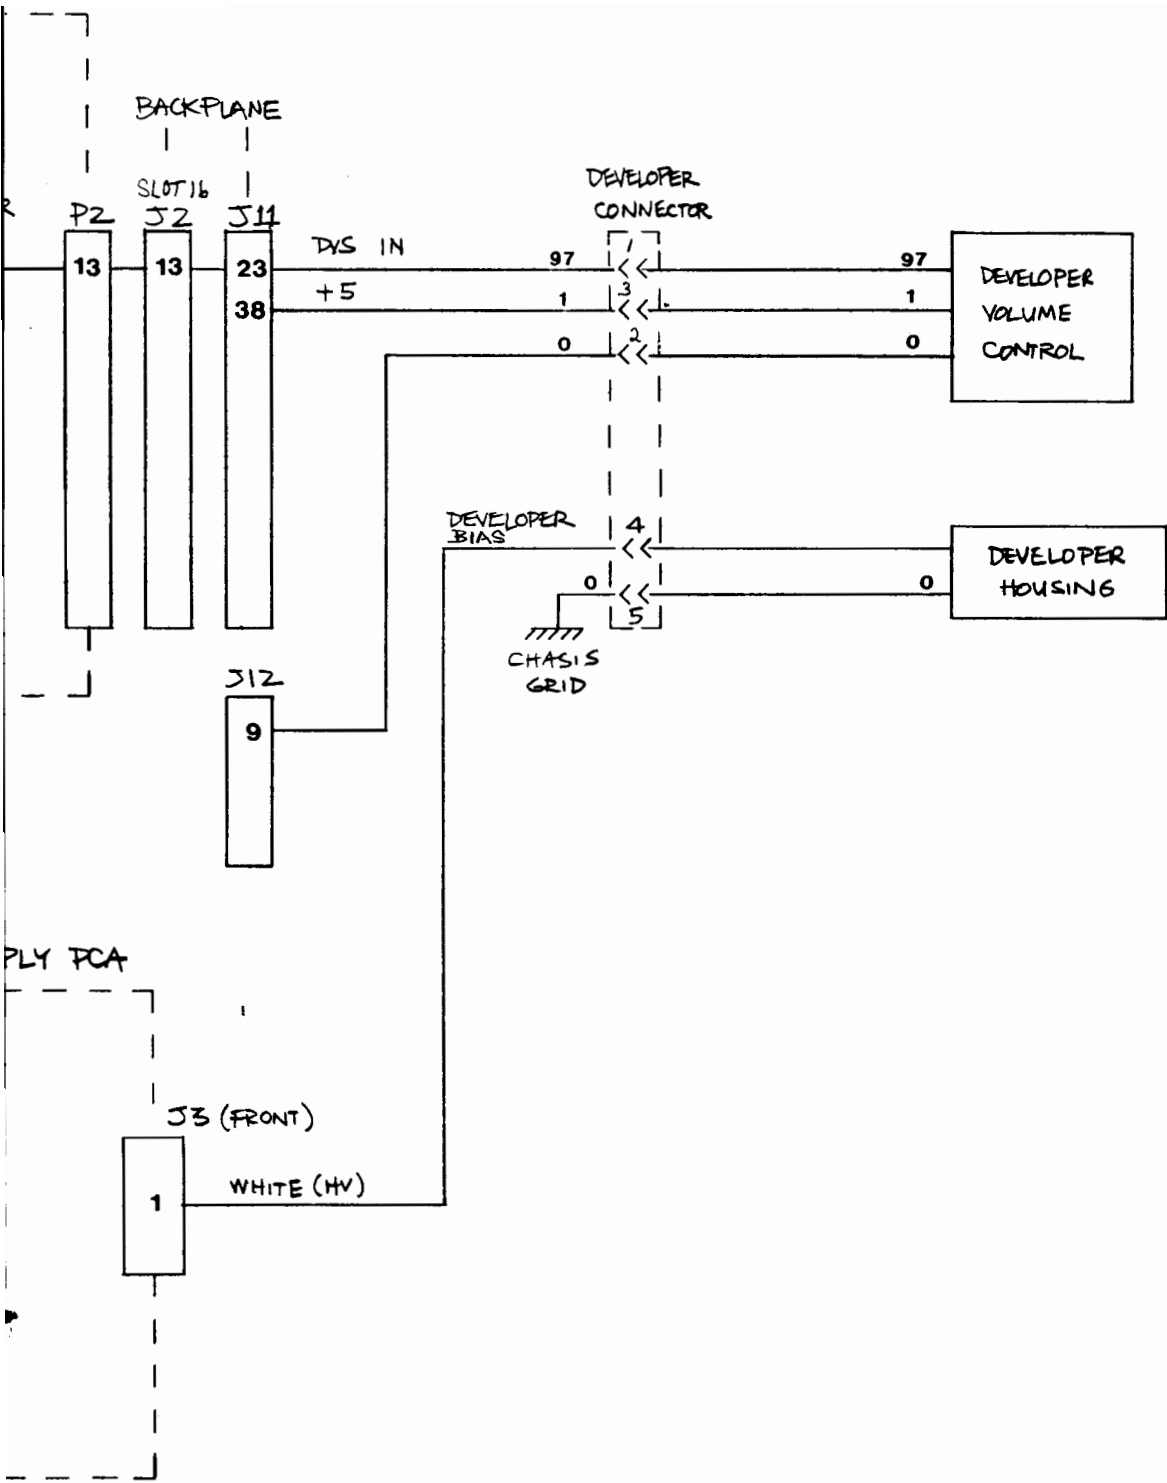 BACKPLANE
SLOT 16
R
P2
J2
J11
DEVELOPER
CONNECTOR
DVS IN
13
13
23
97
1
97
DEVELOPER
+5
38
1
3
1
VOLUME
0
2
0
CONTROL
DEVELOPER
BIAS
4
DEVELOPER
0
0
HOUSING
5
CHASIS
GRID
J12
9
PLY PCA
J3 (FRONT)
WHITE (HV)
1